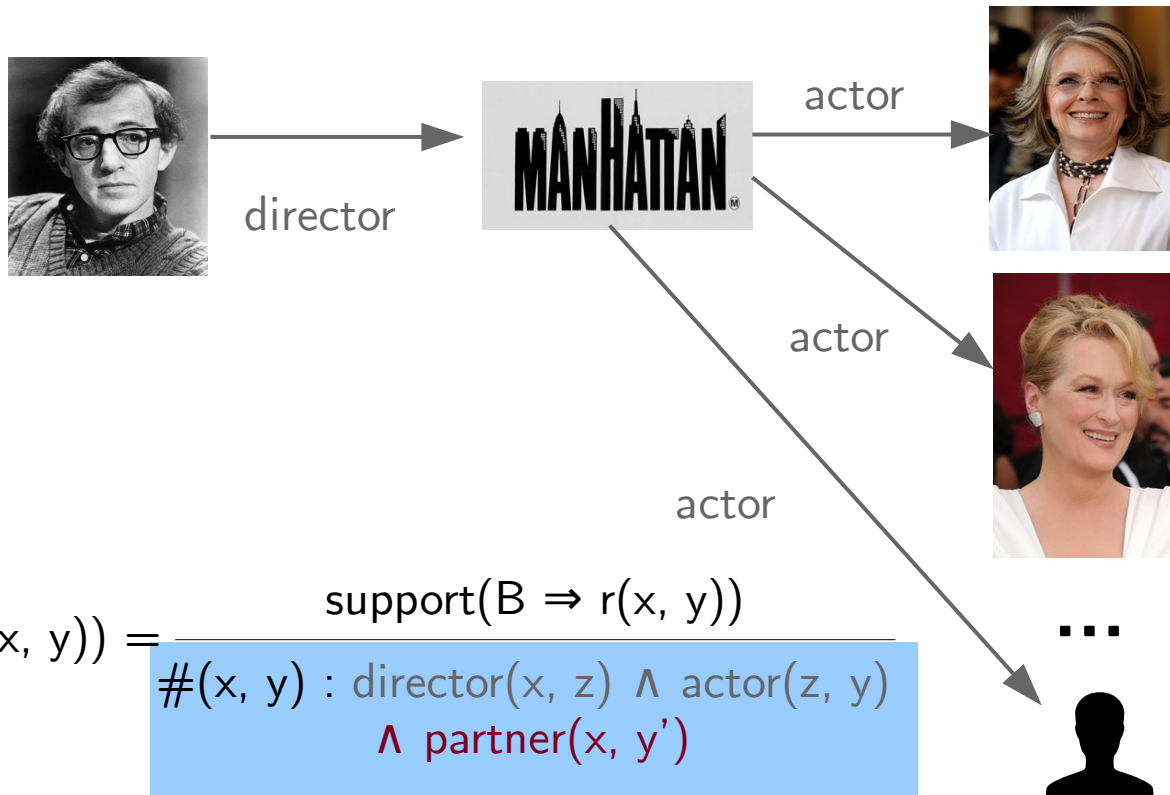 actor
MANHATTAN
director
actor
actor
support(B ⇒ r(x, y))
x, y)) =
...
#(x, y) : director(x, z) ∧ actor(z, y)
∧ partner(x, y’)